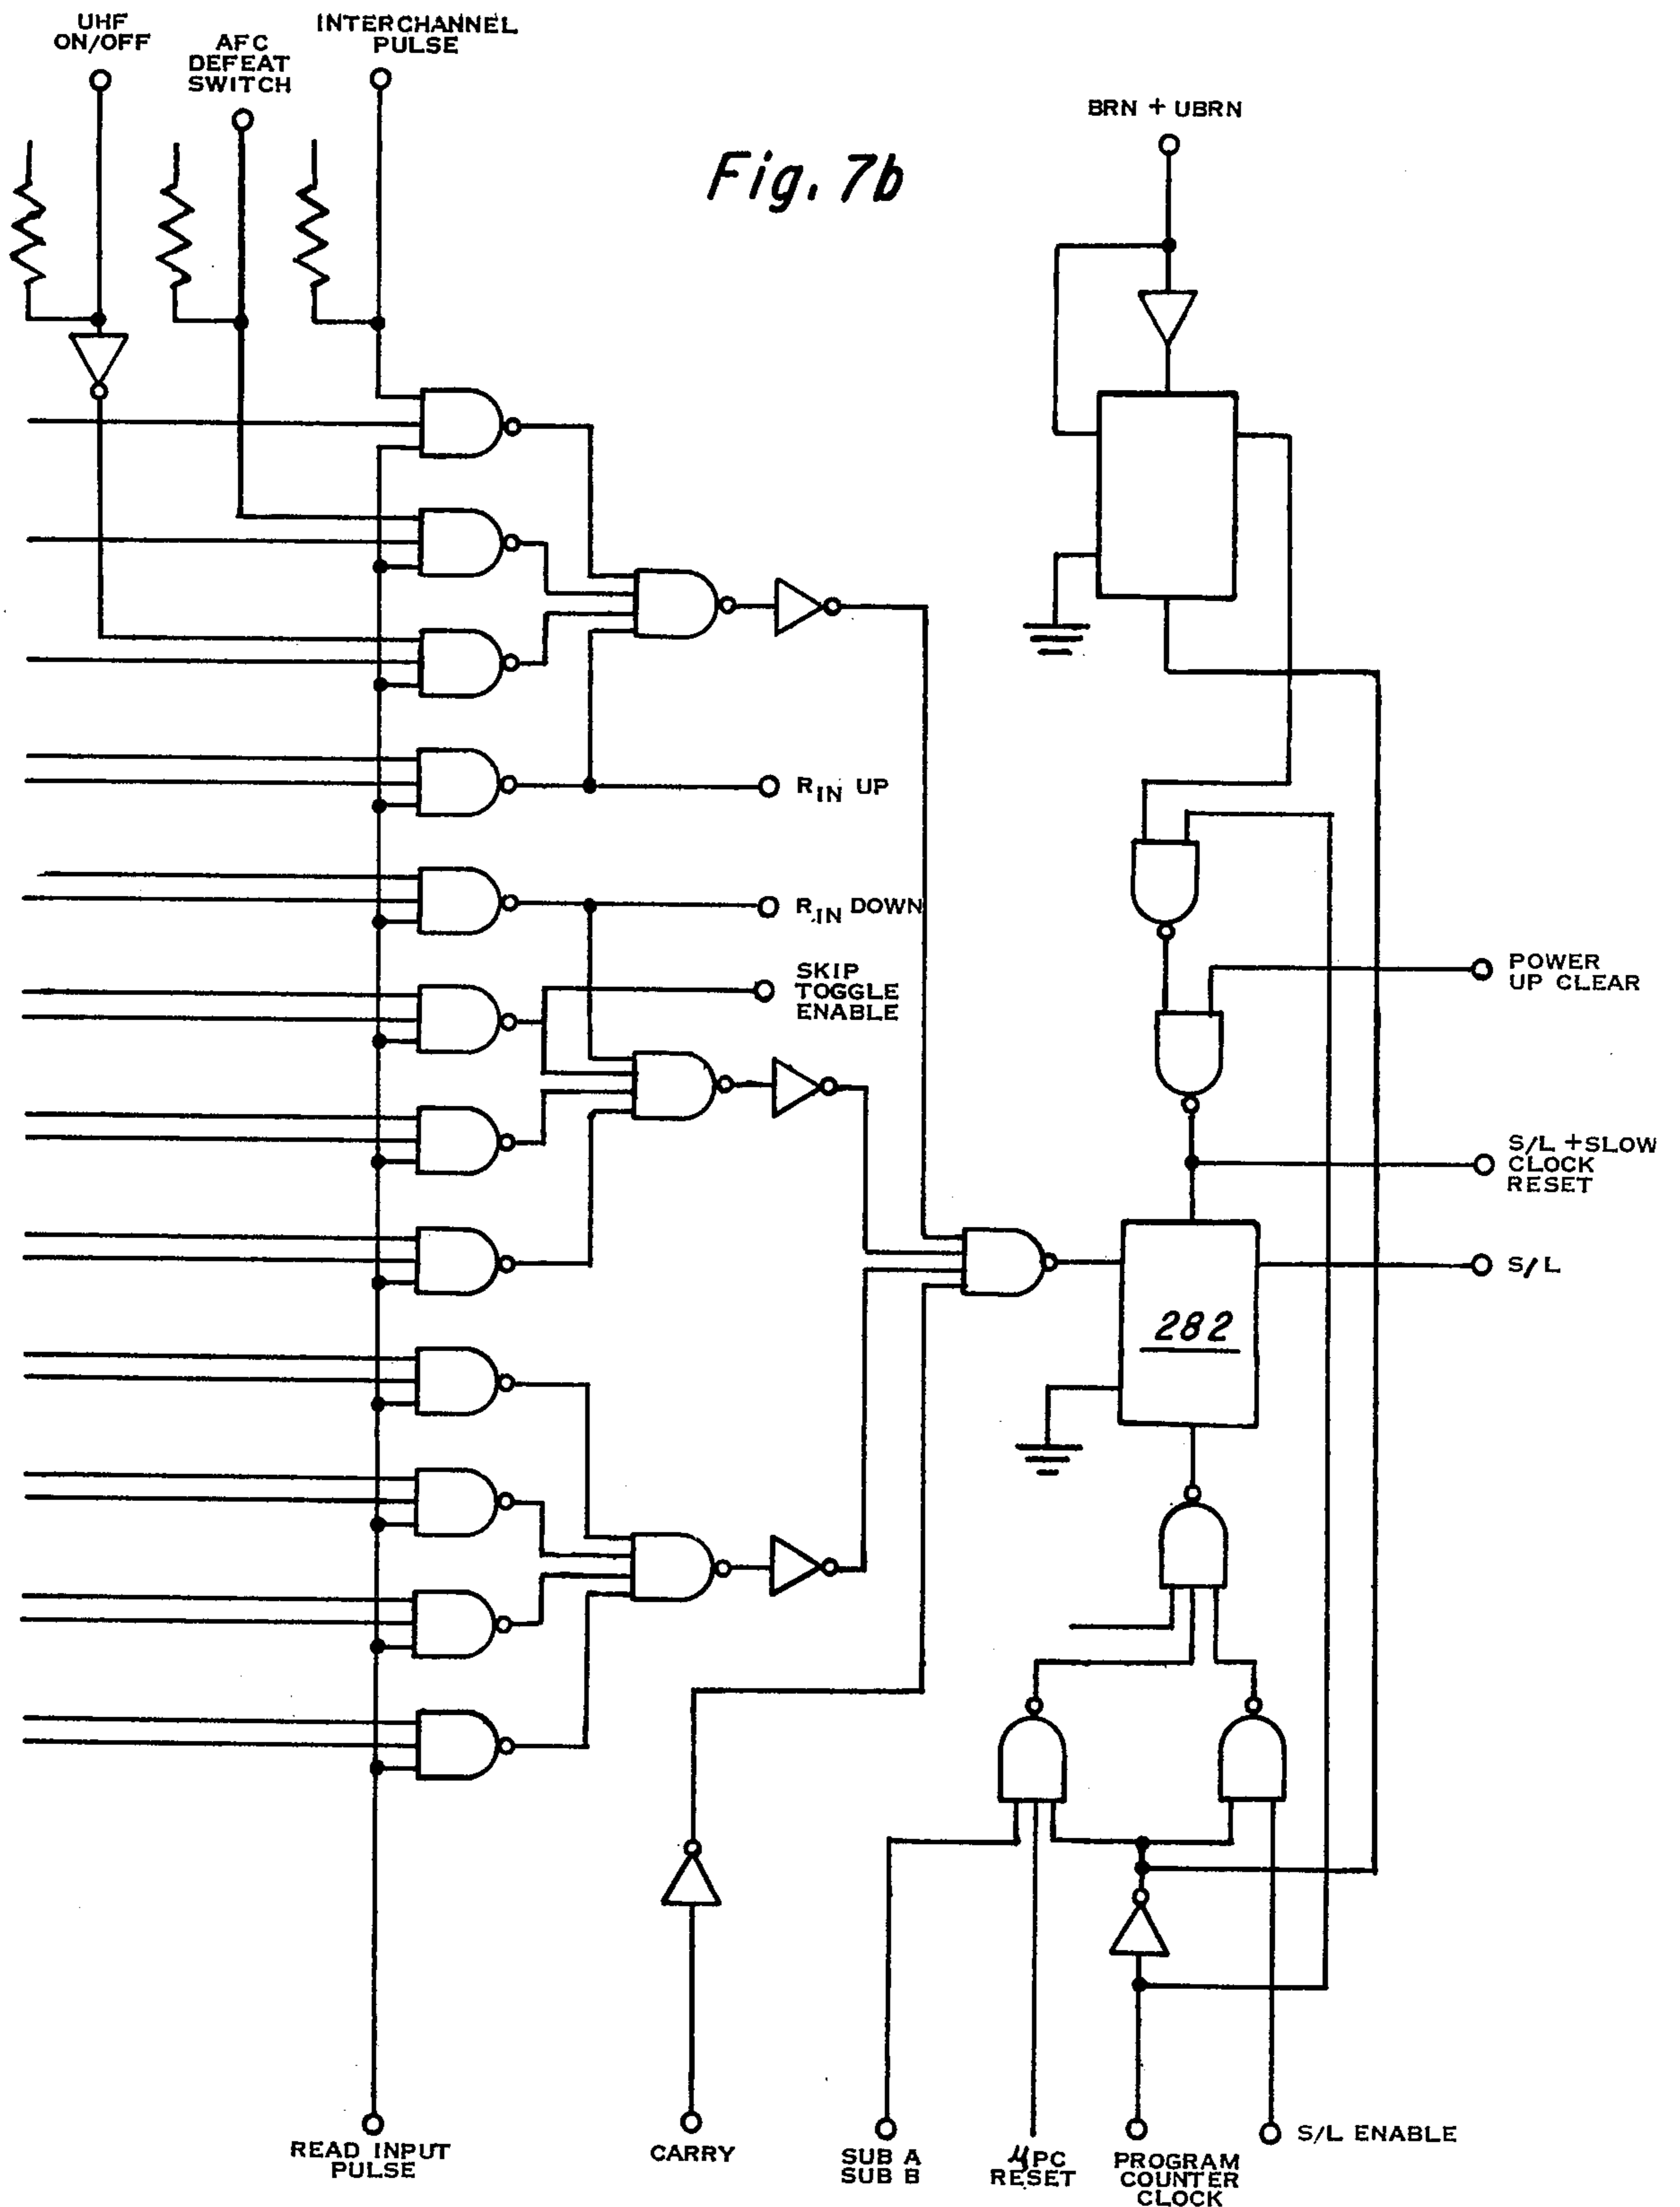 UHF
ON/OFF
AFC
DEFEAT
SWITCH
INTERCHANNEL
PULSE
Fig. 7b
BRN + UBRN
RIN UP
RIN DOWN
SKIP
TOGGLE
ENABLE
POWER
UP CLEAR
S/L + SLOW
CLOCK
RESET
S/L
282
READ INPUT
PULSE
CARRY
SUB A
SUB B
μPC
RESET
PROGRAM
COUNTER
CLOCK
S/L ENABLE